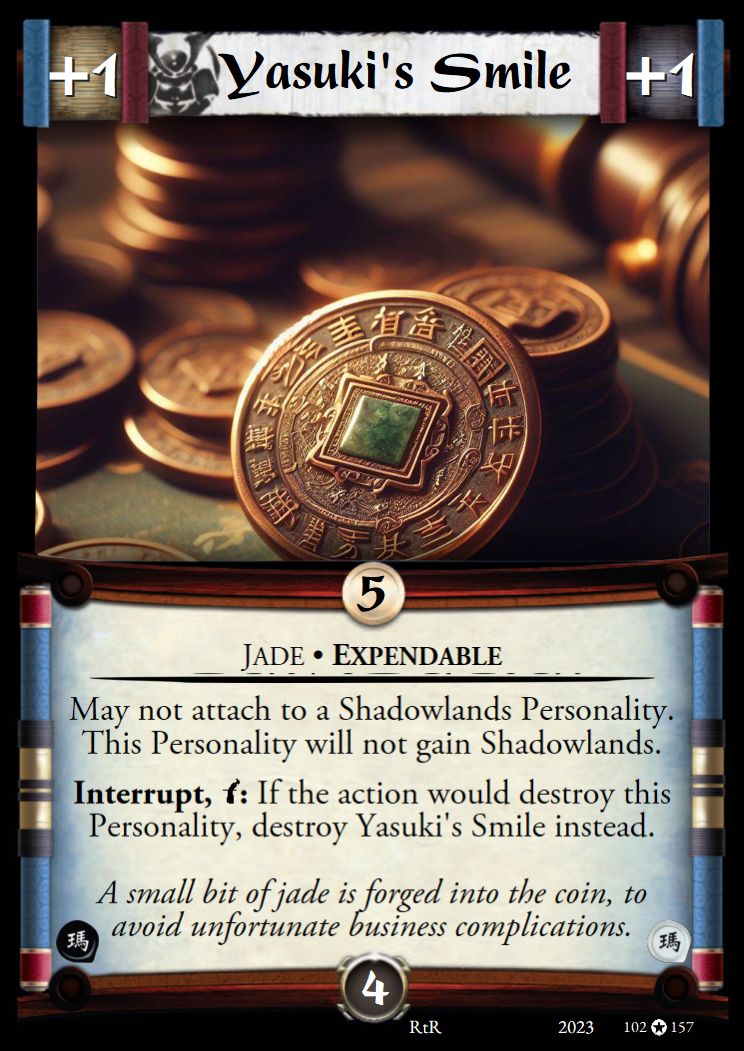 +1 Yasuki's Smile +1
5
JADE • EXPENDABLE
May not attach to a Shadowlands Personality.
This Personality will not gain Shadowlands.
Interrupt, : If the action would destroy this
Personality, destroy Yasuki's Smile instead.
A small bit of jade is forged into the coin, to
avoid unfortunate business complications.
瑪 瑪
4
RtR 2023 102 157